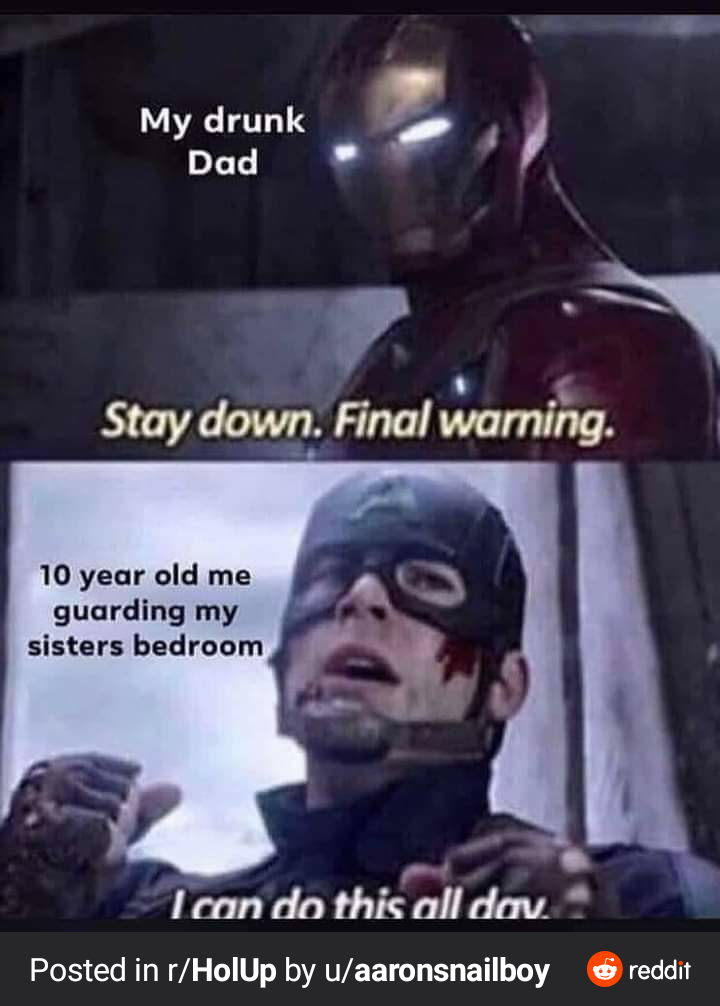 My drunk
Dad
Stay down. Final warning.
10 year old me
guarding my
sisters bedroom
I can do this all day.
Posted in r/HolUp by u/aaronsnailboy
reddit